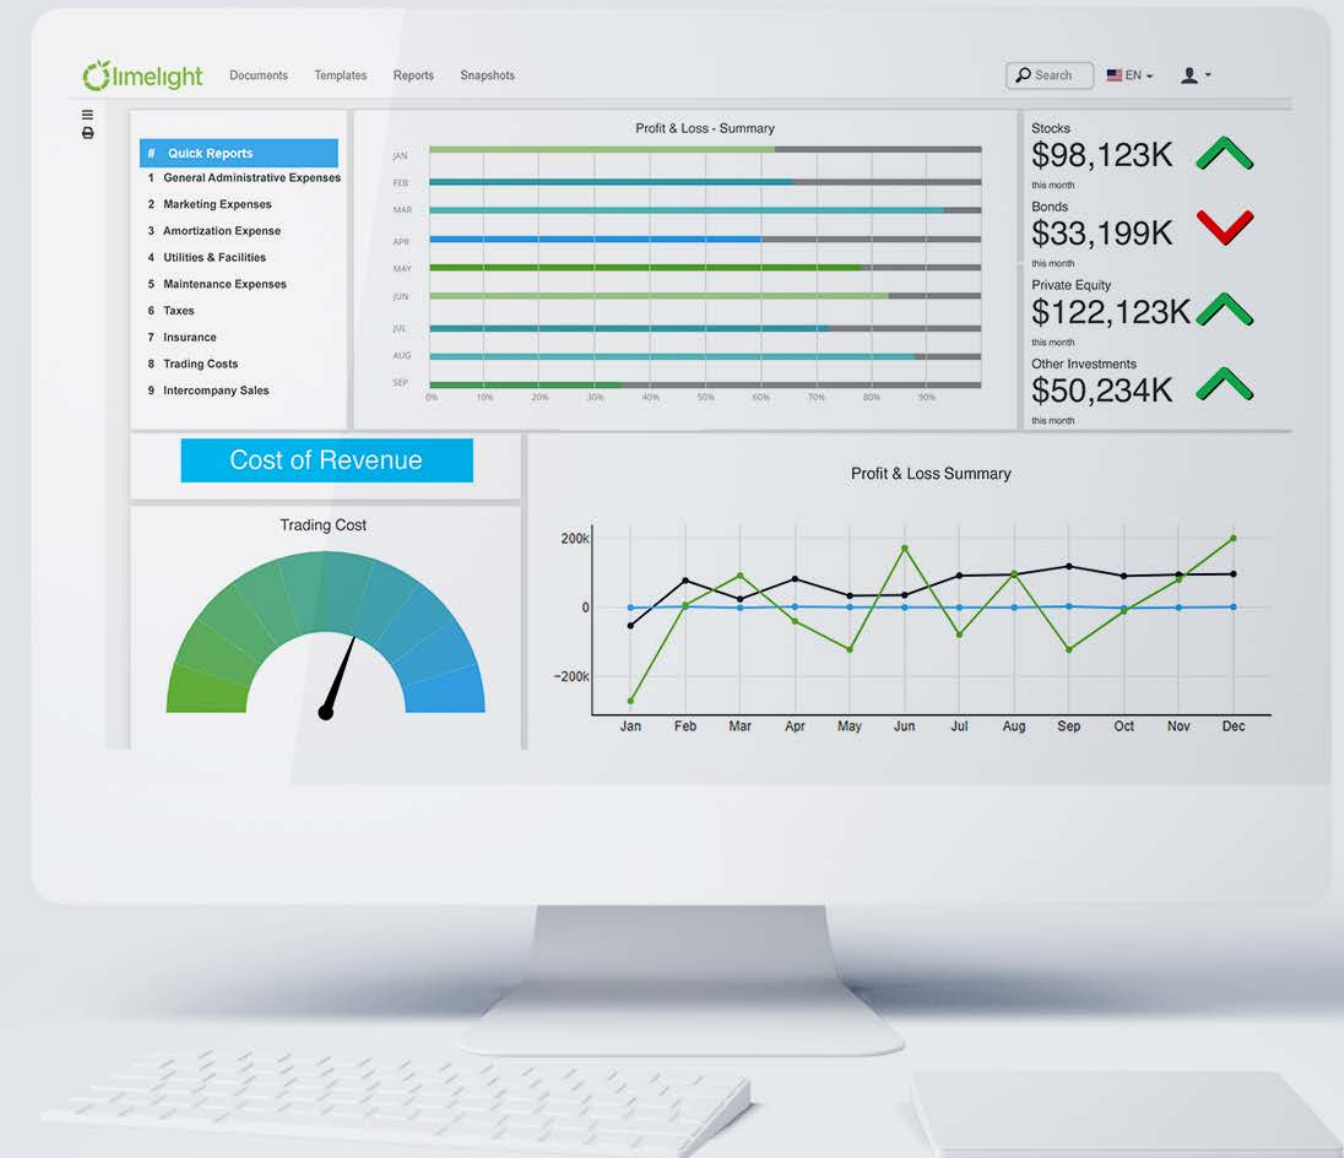 limelight Documents Templates Reports Snapshots Search EN
# Quick Reports
1 General Administrative Expenses
2 Marketing Expenses
3 Amortization Expense
4 Utilities & Facilities
5 Maintenance Expenses
6 Taxes
7 Insurance
8 Trading Costs
9 Intercompany Sales
Profit & Loss - Summary
JAN
FEB
MAR
APR
MAY
JUN
JUL
AUG
SEP
0% 10% 20% 30% 40% 50% 60% 70% 80% 90%
Stocks
$98,123K
this month
Bonds
$33,199K
this month
Private Equity
$122,123K
this month
Other Investments
$50,234K
this month
Cost of Revenue
Trading Cost
Profit & Loss Summary
200k
0
−200k
Jan Feb Mar Apr May Jun Jul Aug Sep Oct Nov Dec